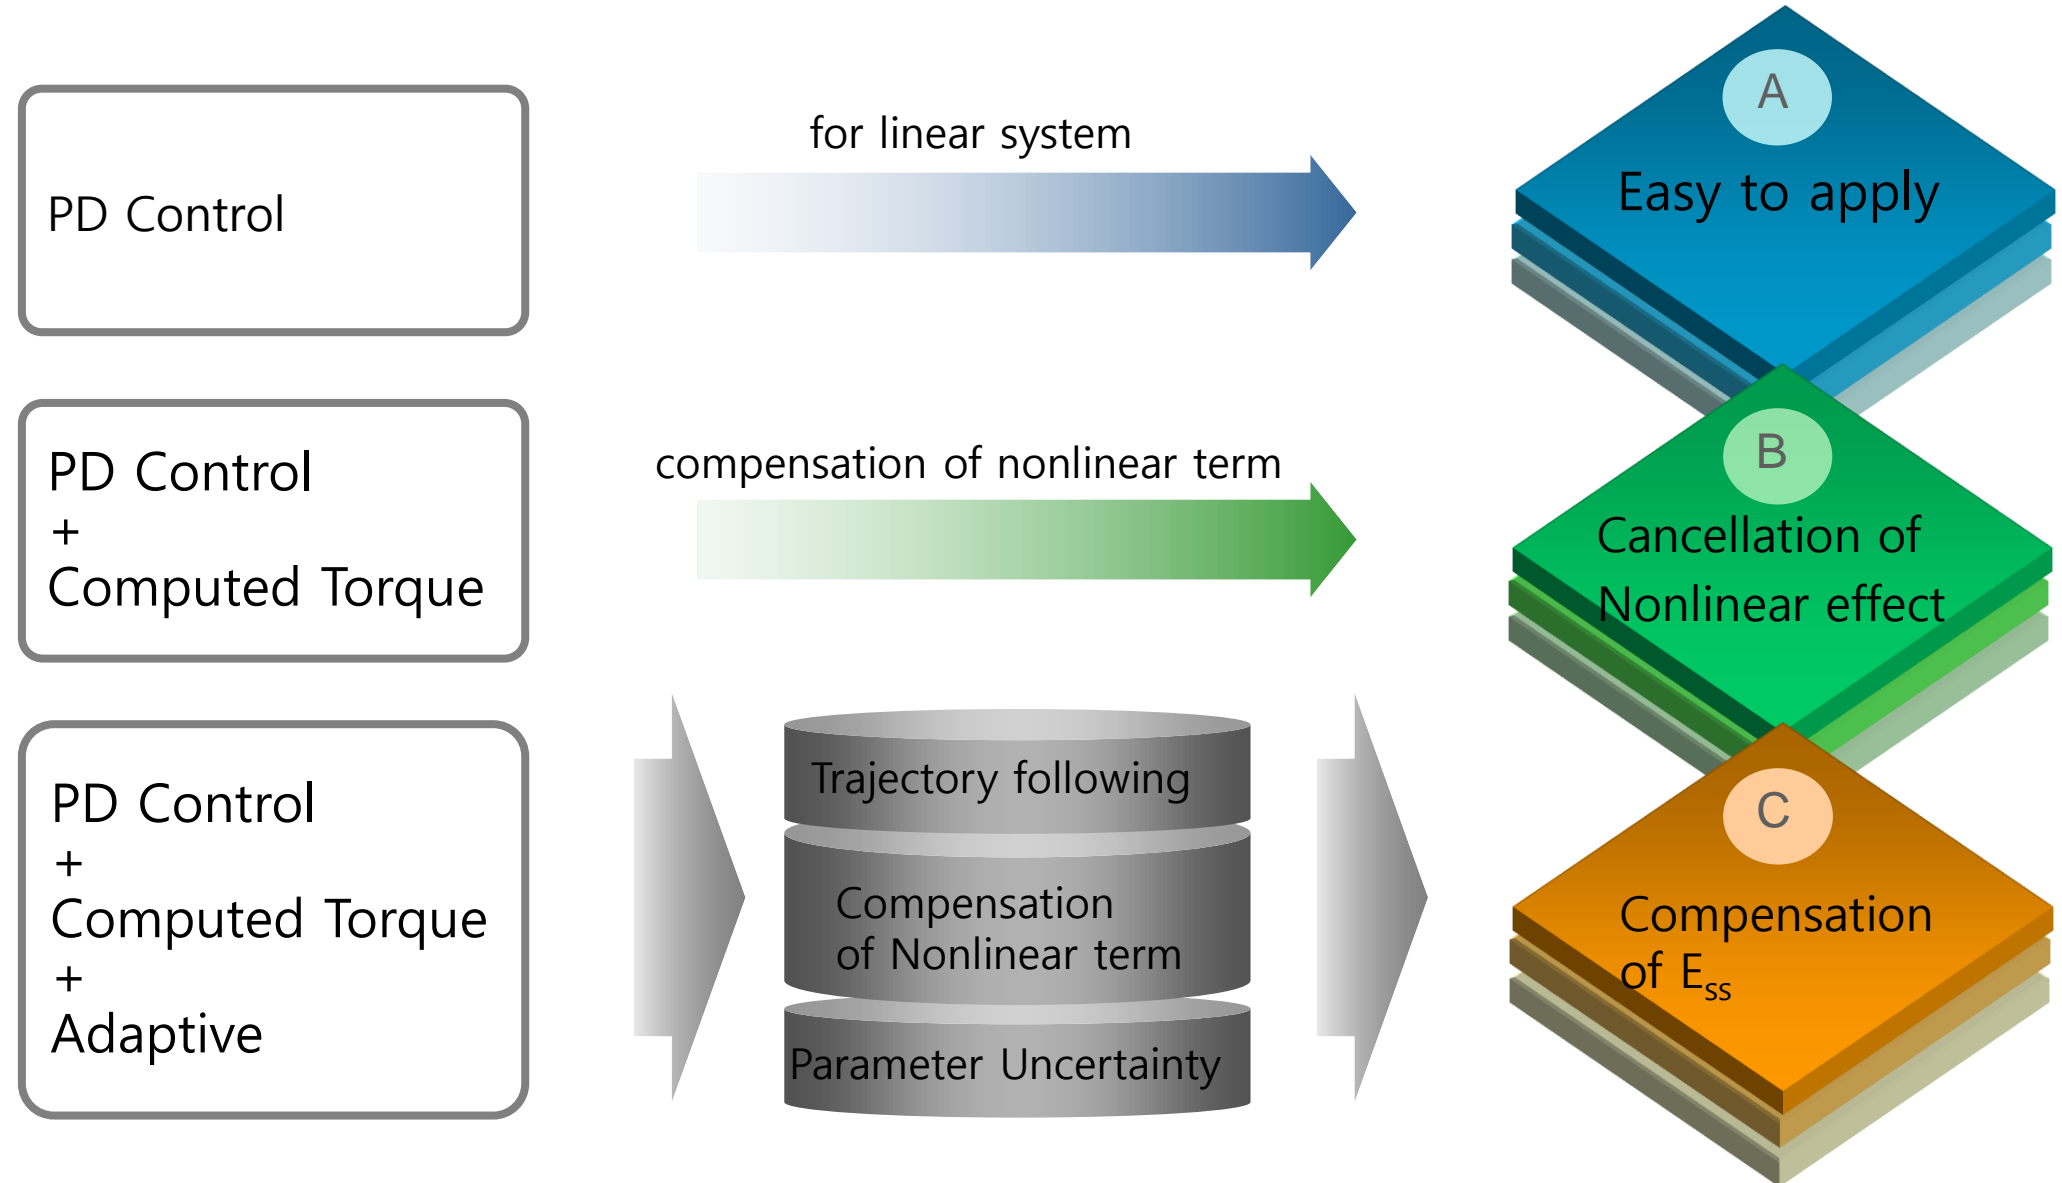 PD Control
for linear system
A
Easy to apply
PD Control
+
Computed Torque
compensation of nonlinear term
B
Cancellation of
Nonlinear effect
PD Control
+
Computed Torque
+
Adaptive
Trajectory following
Compensation
of Nonlinear term
Parameter Uncertainty
C
Compensation
of Ess